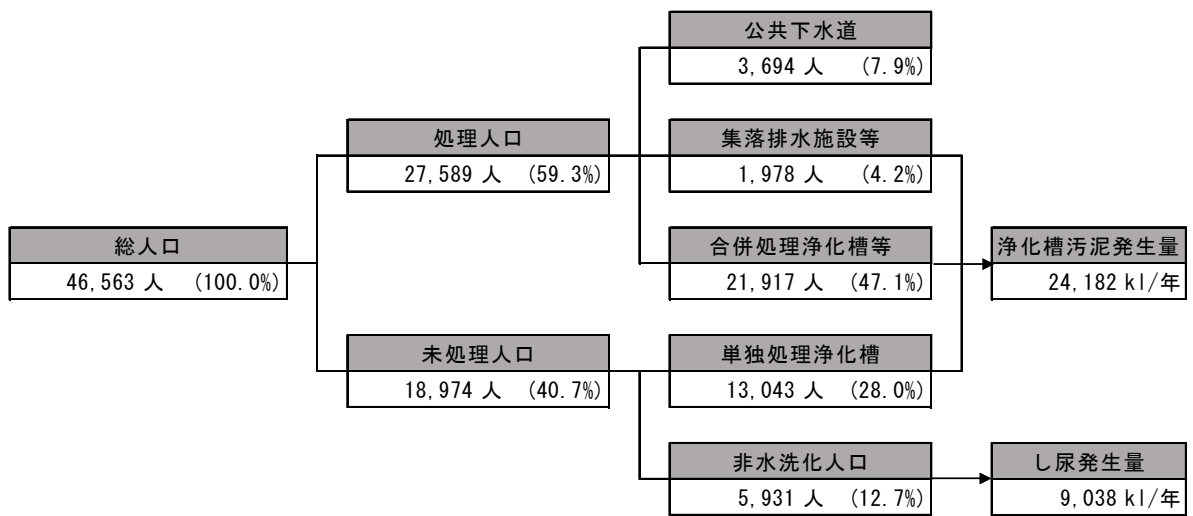 公共下水道
3,694 人 (7.9%)
処理人口
27,589 人 (59.3%)
集落排水施設等
1,978 人 (4.2%)
総人口
46,563 人 (100.0%)
合併処理浄化槽等
21,917 人 (47.1%)
浄化槽汚泥発生量
24,182 kl/年
未処理人口
18,974 人 (40.7%)
単独処理浄化槽
13,043 人 (28.0%)
非水洗化人口
5,931 人 (12.7%)
し尿発生量
9,038 kl/年